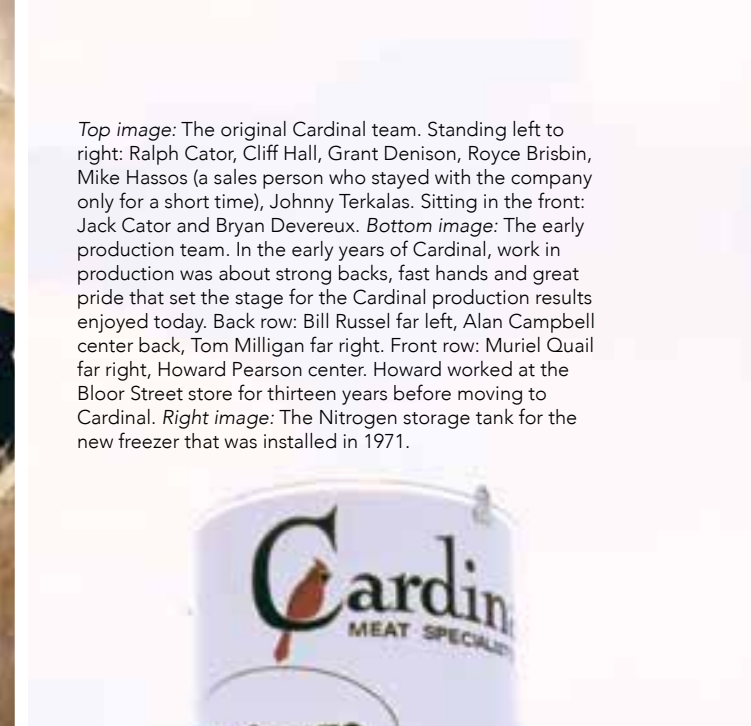 Top image: The original Cardinal team. Standing left to
right: Ralph Cator, Cliff Hall, Grant Denison, Royce Brisbin,
Mike Hassos (a sales person who stayed with the company
only for a short time), Johnny Terkalas. Sitting in the front:
Jack Cator and Bryan Devereux. Bottom image: The early
production team. In the early years of Cardinal, work in
production was about strong backs, fast hands and great
pride that set the stage for the Cardinal production results
enjoyed today. Back row: Bill Russel far left, Alan Campbell
center back, Tom Milligan far right. Front row: Muriel Quail
far right, Howard Pearson center. Howard worked at the
Bloor Street store for thirteen years before moving to
Cardinal. Right image: The Nitrogen storage tank for the
new freezer that was installed in 1971.
Cardin
MEAT SPECIALIST